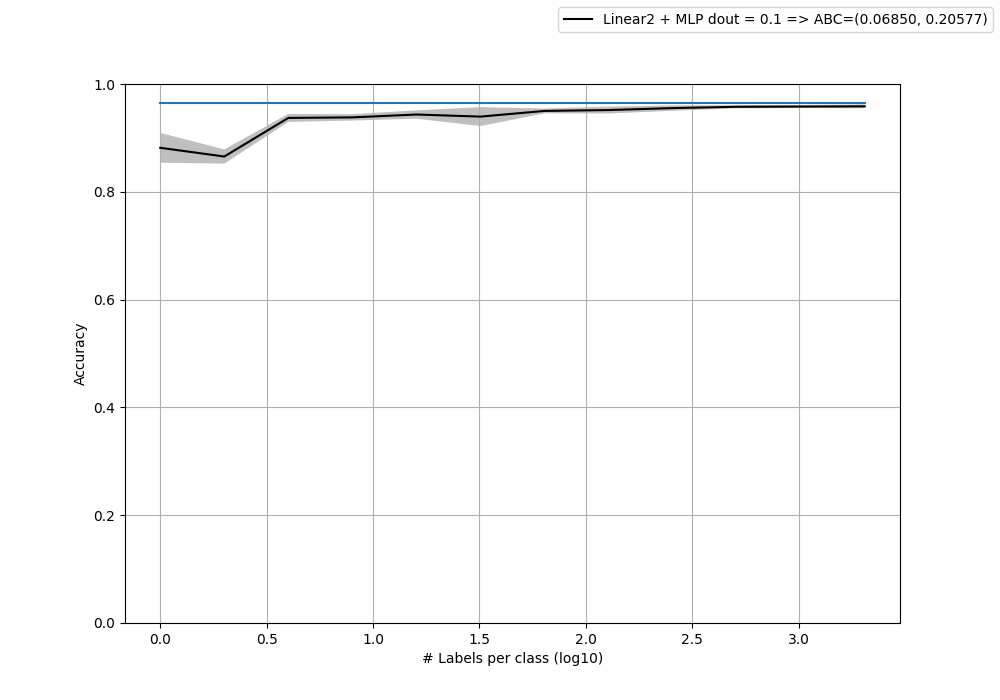 Linear2 + MLP dout = 0.1 => ABC=(0.06850, 0.20577)
1.0
0.8
0.6
0.4
0.2
0.0
Accuracy
0.0 0.5 1.0 1.5 2.0 2.5 3.0
# Labels per class (log10)